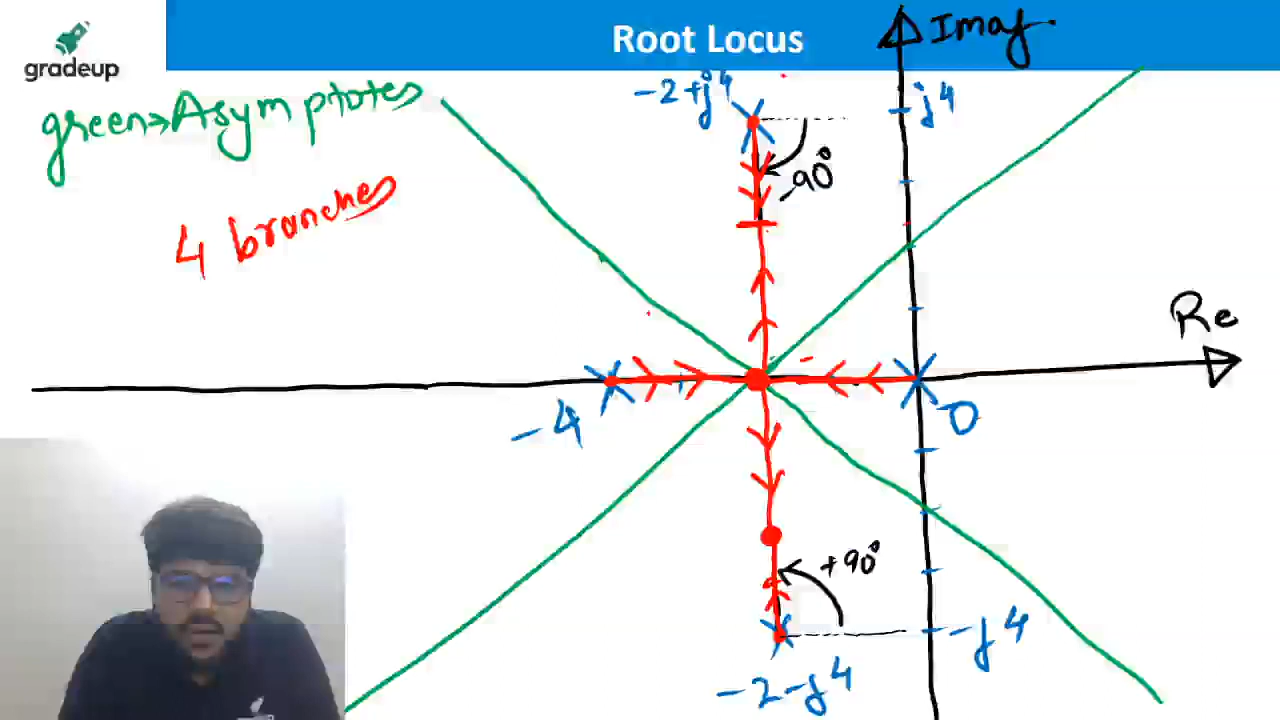 Root Locus
gradeup
Imag.
-2+j4
j4
green→Asymptotes
-90°
4 branches
Re
-4
0
+90°
-j4
-2-j4
gradeup